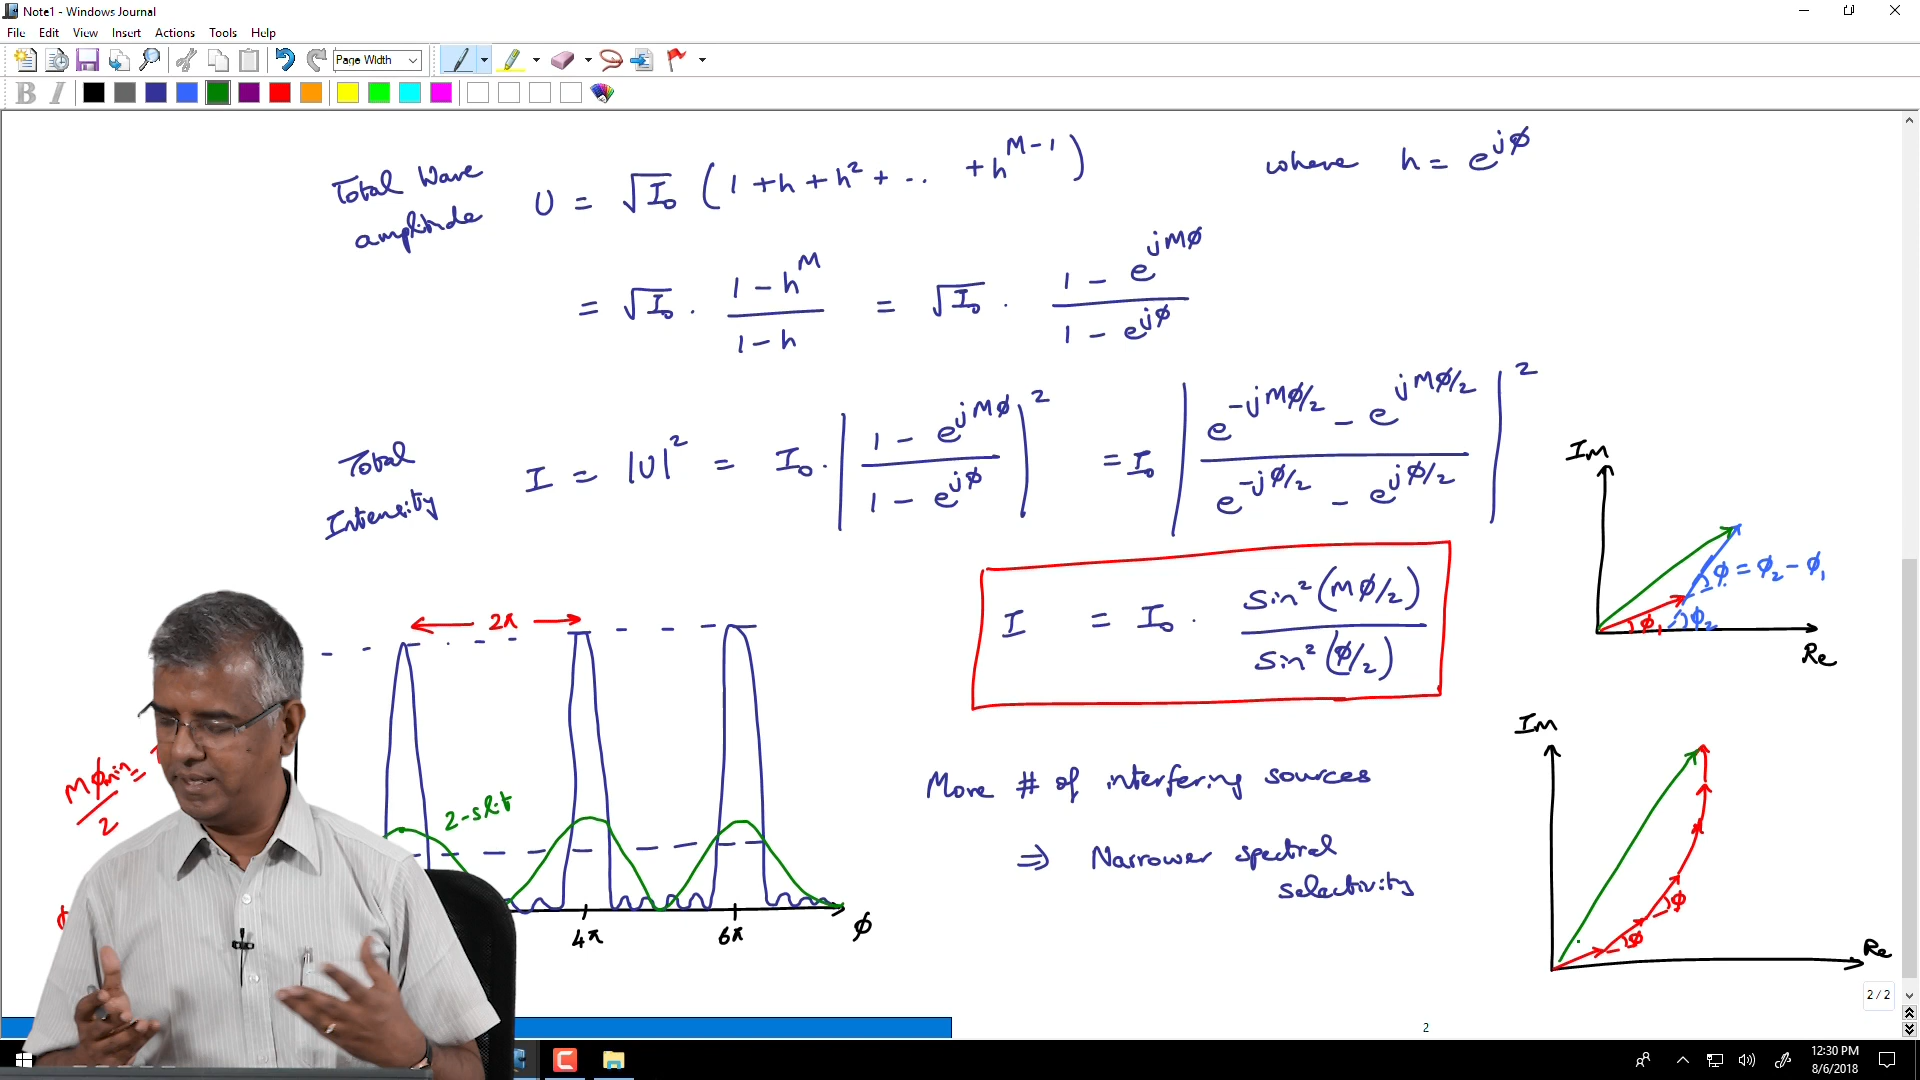 Note1 - Windows Journal
File Edit View Insert Actions Tools Help
Page Width
B I
Total Wave amplitude U = √I₀ (1 + h + h² + .. + h^(M-1)) where h = e^(jϕ)
= √I₀ . (1 - h^M)/(1 - h) = √I₀ . (1 - e^(jMϕ))/(1 - e^(jϕ))
Total Intensity I = |U|² = I₀ . |(1 - e^(jMϕ))/(1 - e^(jϕ))|² = I₀ |(e^(-jMϕ/2) - e^(jMϕ/2))/(e^(-jϕ/2) - e^(jϕ/2))|²
I = I₀ . sin²(Mϕ/2)/sin²(ϕ/2)
Im
ϕ = ϕ₂ - ϕ₁
ϕ₁ ϕ₂
Re
2π
Mϕmin/2 =
2-slit
4π 6π ϕ
More # of interfering sources
⇒ Narrower spectral
selectivity
Im
ϕ
ϕ
Re
2 / 2
2
12:30 PM
8/6/2018